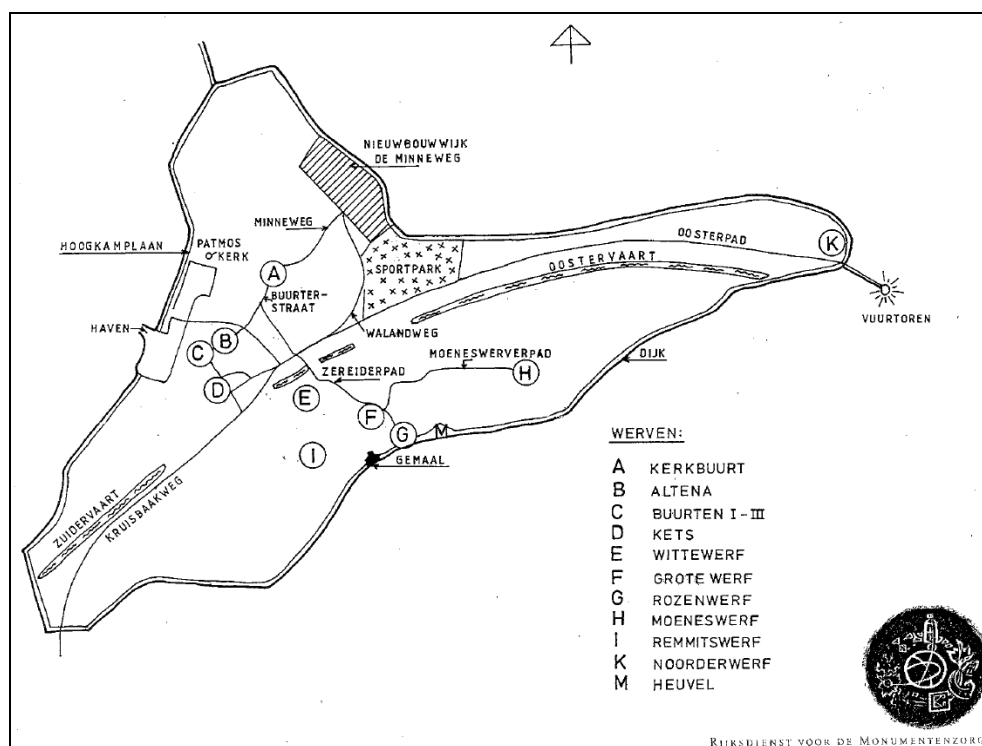 NIEUWBOUWWIJK
DE MINNEWEG
MINNEWEG
HOOGKAMPLAAN
PATMOS
KERK
A
SPORTPARK
OOSTERPAD
K
OOSTERVAART
BUURTER-
STRAAT
VUURTOREN
HAVEN
B
WALANDWEG
C
MOENESWERVERPAD
DIJK
ZEREIDERPAD
H
D
E
F
G
M
I
GEMAAL
ZUIDERVAART
KRUISBAAKWEG
WERVEN:
A KERKBUURT
B ALTENA
C BUURTEN I-III
D KETS
E WITTEWERF
F GROTE WERF
G ROZENWERF
H MOENESWERF
I REMMITSWERF
K NOORDERWERF
M HEUVEL
RIJKSDIENST VOOR DE MONUMENTENZORG